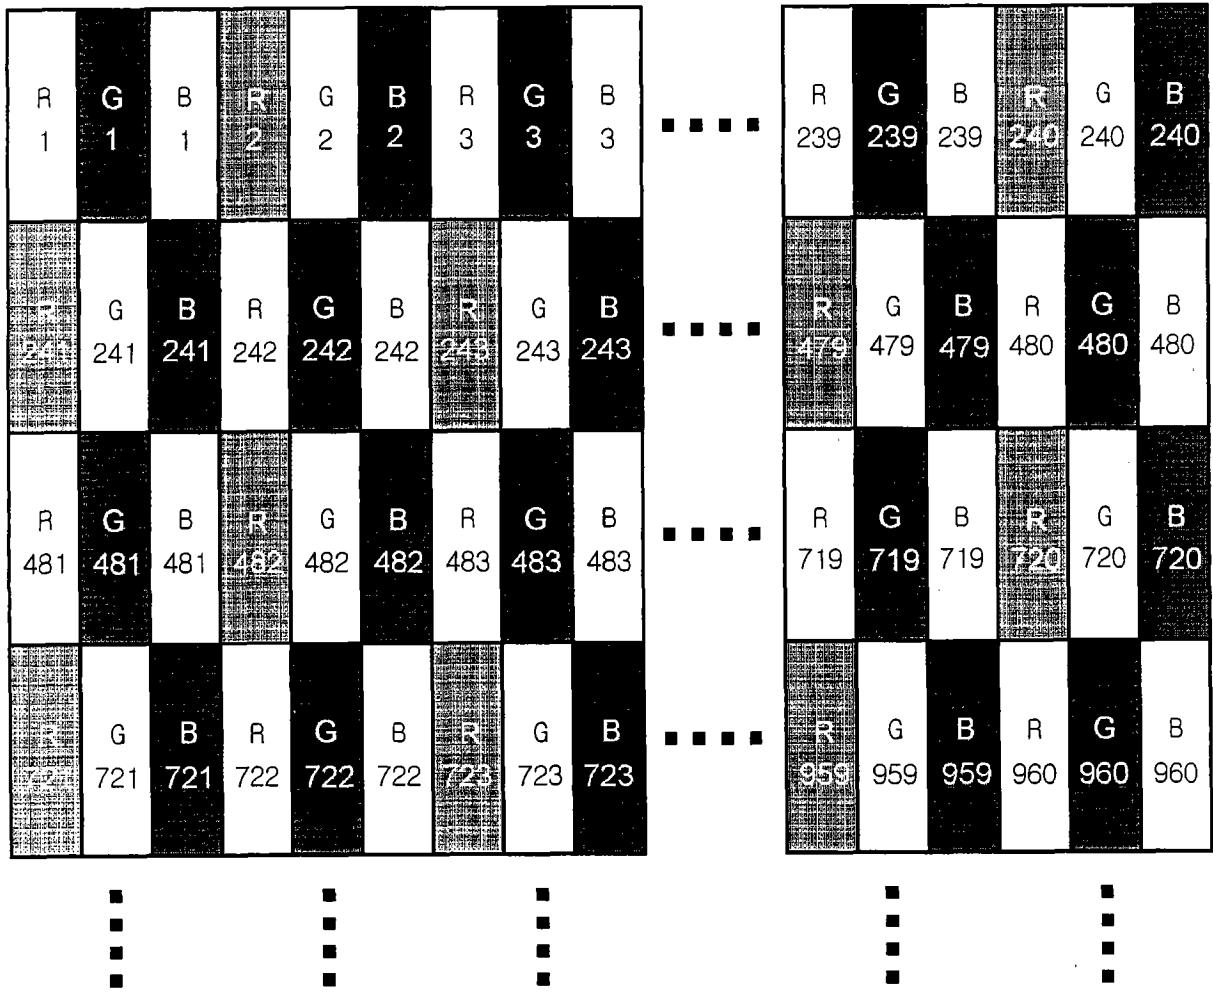 R G B R G B R G B R G B R G B
1 1 1 2 2 2 3 3 3 239 239 239 240 240 240
R G B R G B R G B R G B R G B
241 241 241 242 242 242 243 243 243 479 479 479 480 480 480
R G B R G B R G B R G B R G B
481 481 481 482 482 482 483 483 483 719 719 719 720 720 720
R G B R G B R G B R G B R G B
721 721 721 722 722 722 723 723 723 959 959 959 960 960 960